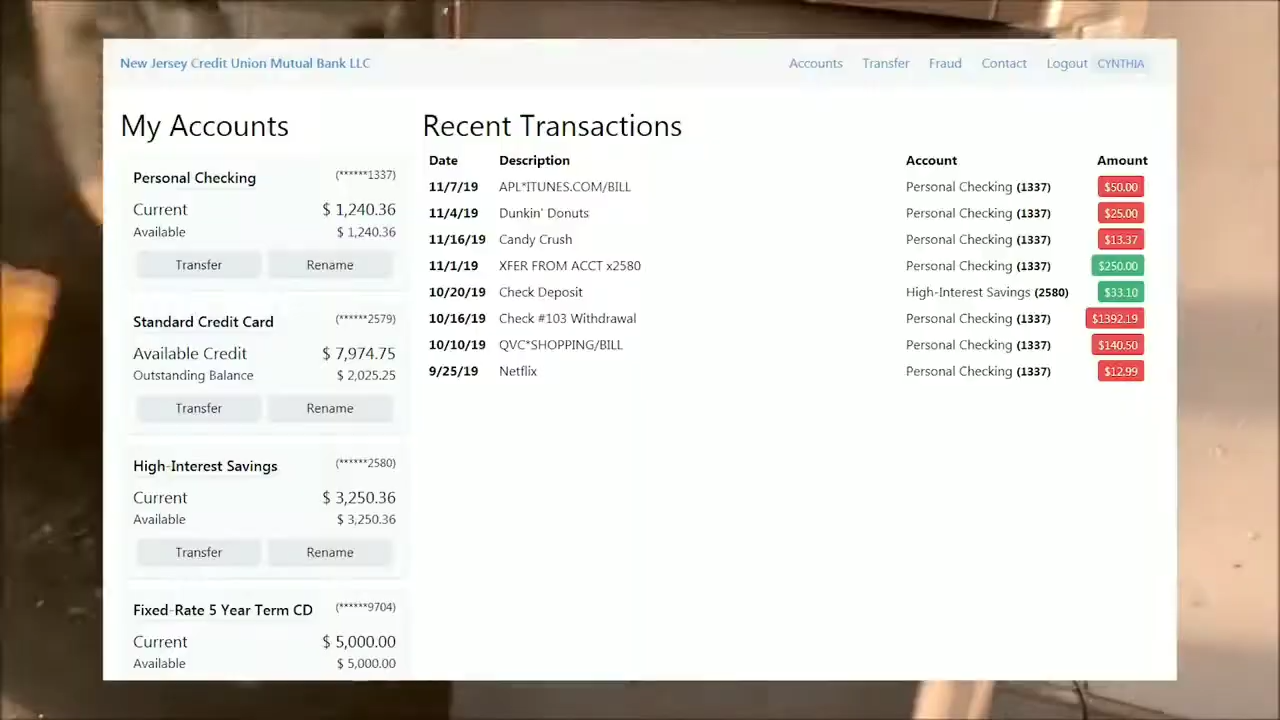 New Jersey Credit Union Mutual Bank LLC Accounts Transfer Fraud Contact Logout CYNTHIA
My Accounts
Personal Checking (******1337)
Current $ 1,240.36
Available $ 1,240.36
Transfer Rename
Standard Credit Card (******2579)
Available Credit $ 7,974.75
Outstanding Balance $ 2,025.25
Transfer Rename
High-Interest Savings (******2580)
Current $ 3,250.36
Available $ 3,250.36
Transfer Rename
Fixed-Rate 5 Year Term CD (******9704)
Current $ 5,000.00
Available $ 5,000.00
Recent Transactions
Date Description Account Amount
11/7/19 APL*ITUNES.COM/BILL Personal Checking (1337) $50.00
11/4/19 Dunkin' Donuts Personal Checking (1337) $25.00
11/16/19 Candy Crush Personal Checking (1337) $13.37
11/1/19 XFER FROM ACCT x2580 Personal Checking (1337) $250.00
10/20/19 Check Deposit High-Interest Savings (2580) $33.10
10/16/19 Check #103 Withdrawal Personal Checking (1337) $1392.19
10/10/19 QVC*SHOPPING/BILL Personal Checking (1337) $140.50
9/25/19 Netflix Personal Checking (1337) $12.99